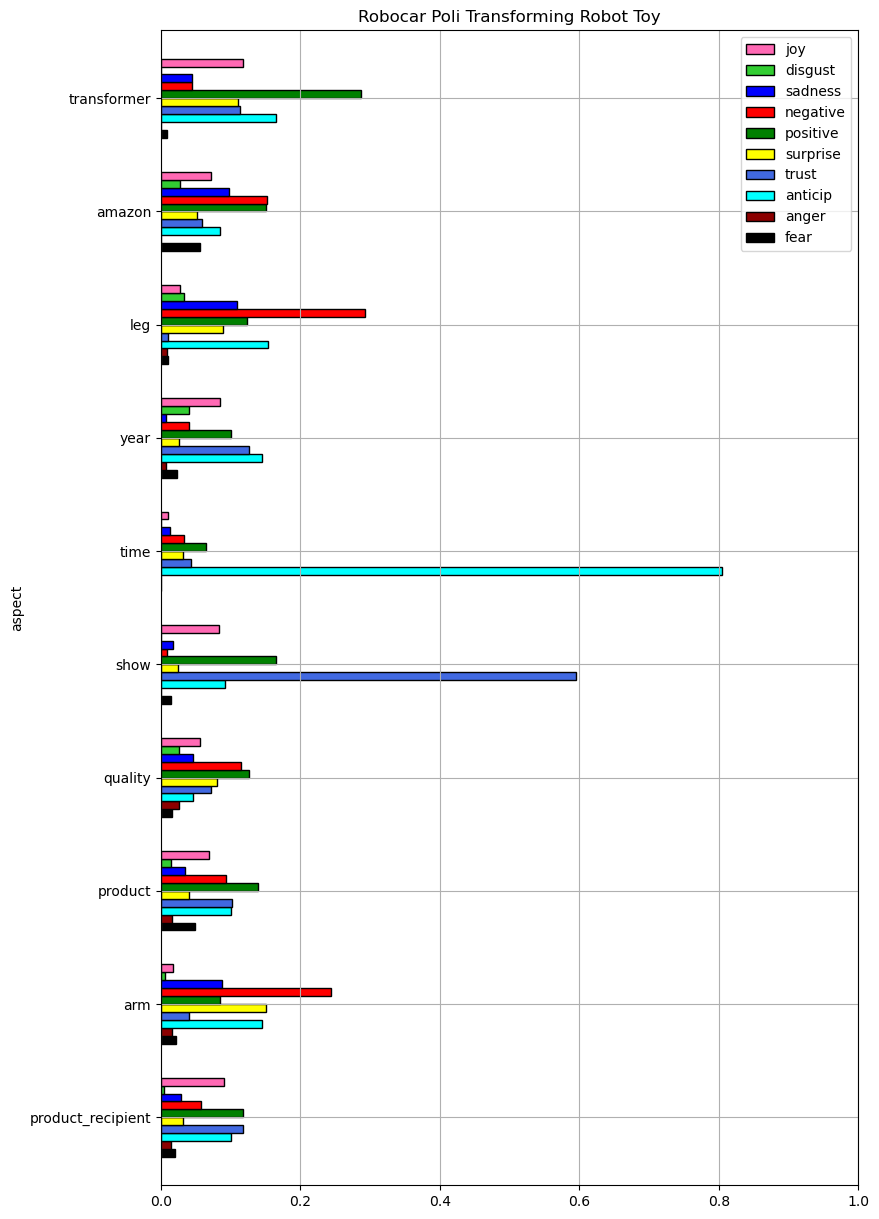 Robocar Poli Transforming Robot Toy
joy
disgust
sadness
negative
positive
surprise
trust
anticip
anger
fear
aspect
transformer
amazon
leg
year
time
show
quality
product
arm
product_recipient
0.0 0.2 0.4 0.6 0.8 1.0